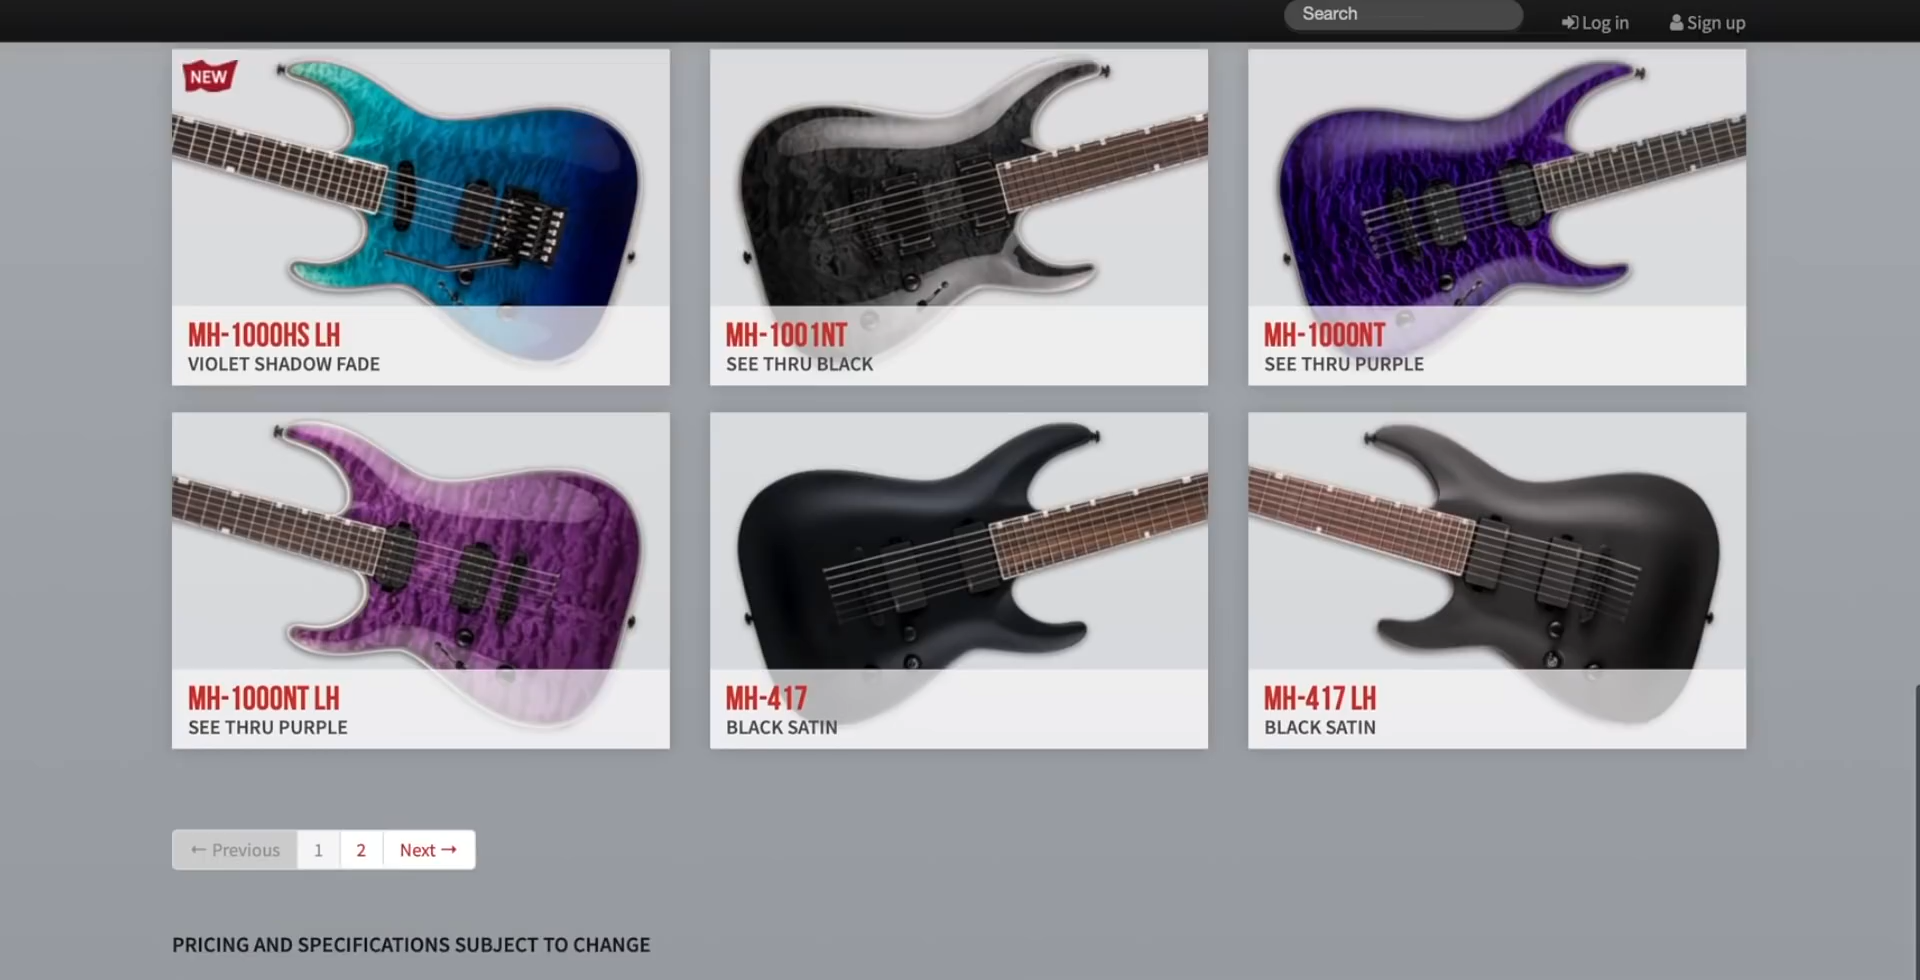 Search
Log in
Sign up
NEW
MH-1000HS LH
VIOLET SHADOW FADE
MH-1001NT
SEE THRU BLACK
MH-1000NT
SEE THRU PURPLE
MH-1000NT LH
SEE THRU PURPLE
MH-417
BLACK SATIN
MH-417 LH
BLACK SATIN
← Previous
1
2
Next →
PRICING AND SPECIFICATIONS SUBJECT TO CHANGE